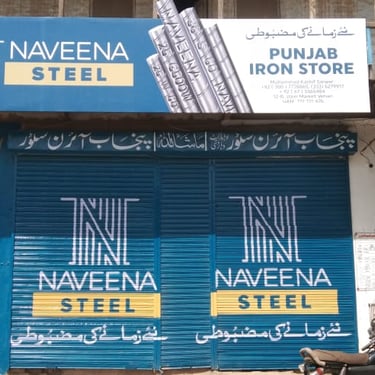 NAVEENA
STEEL
نئے زمانے کی مضبوطی
PUNJAB
IRON STORE
پنجاب آئرن سٹور
ماشاءاللہ
پنجاب آئرن سٹور
NAVEENA
STEEL
نئے زمانے کی مضبوطی
NAVEENA
STEEL
نئے زمانے کی مضبوطی